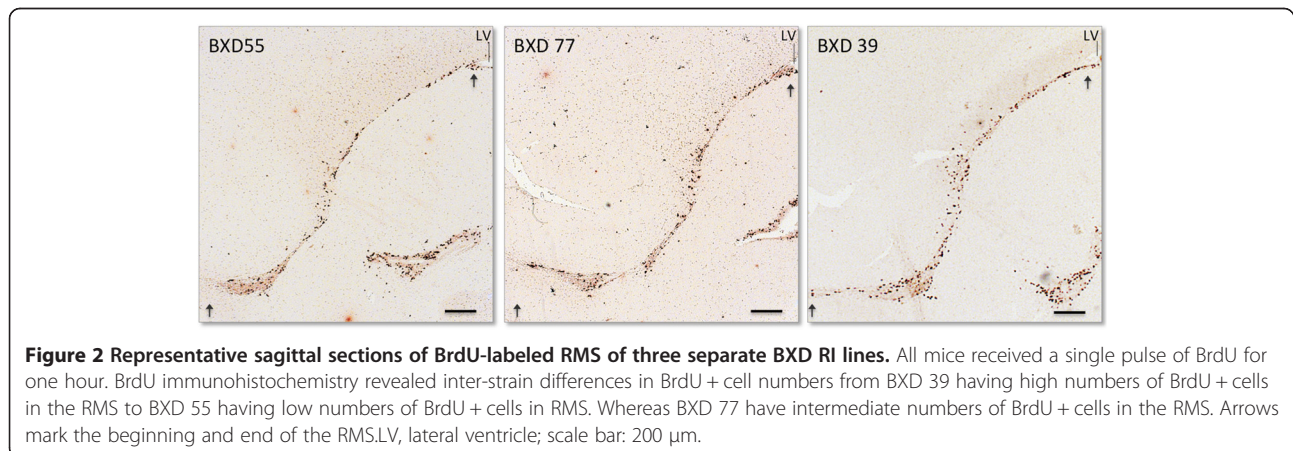 BXD55
LV
BXD 77
LV
BXD 39
LV
Figure 2 Representative sagittal sections of BrdU-labeled RMS of three separate BXD RI lines. All mice received a single pulse of BrdU for
one hour. BrdU immunohistochemistry revealed inter-strain differences in BrdU + cell numbers from BXD 39 having high numbers of BrdU + cells
in the RMS to BXD 55 having low numbers of BrdU + cells in RMS. Whereas BXD 77 have intermediate numbers of BrdU + cells in the RMS. Arrows
mark the beginning and end of the RMS.LV, lateral ventricle; scale bar: 200 μm.